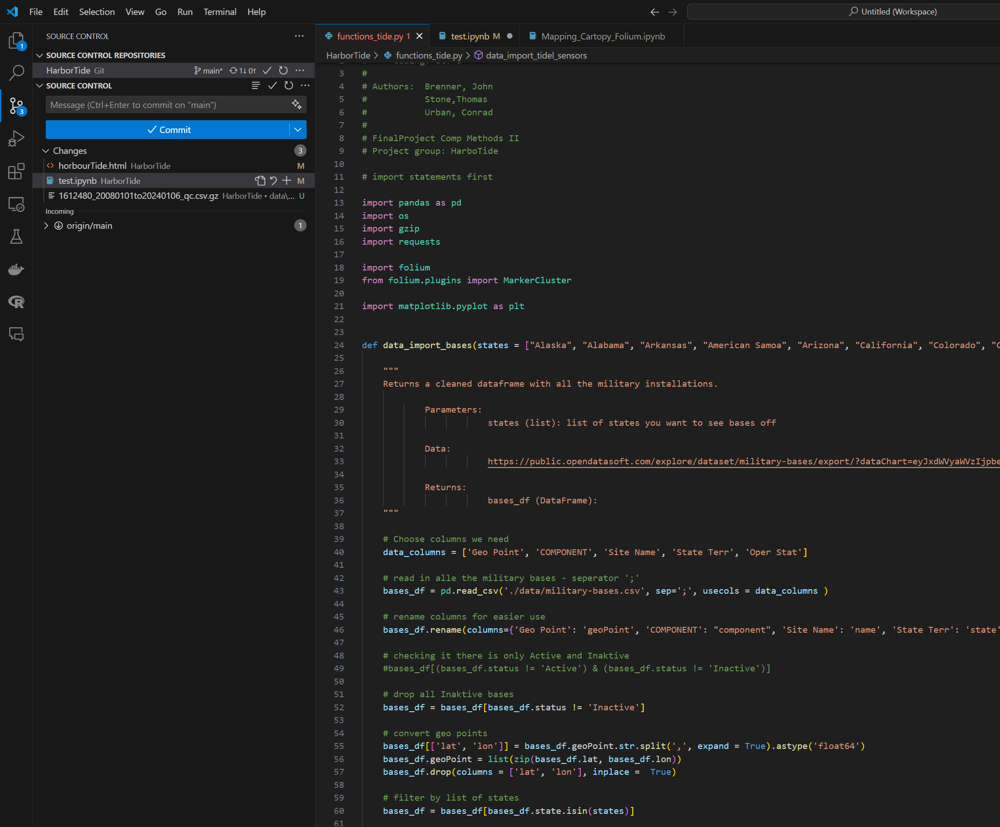 File Edit Selection View Go Run Terminal Help
Untitled (Workspace)
SOURCE CONTROL
SOURCE CONTROL REPOSITORIES
HarborTide Git main* 1↓ 0↑
SOURCE CONTROL
Message (Ctrl+Enter to commit on "main")
Commit
Changes 3
horbourTide.html HarborTide M
test.ipynb HarborTide M
1612480_20080101to20240106_qc.csv.gz HarborTide • data\... U
Incoming
origin/main 1
1
3
functions_tide.py 1
test.ipynb M
Mapping_Cartopy_Folium.ipynb
HarborTide > functions_tide.py > data_import_tidel_sensors
3 #
4 # Authors: Brenner, John
5 # Stone,Thomas
6 # Urban, Conrad
7 #
8 # FinalProject Comp Methods II
9 # Project group: HarboTide
10
11 # import statements first
12
13 import pandas as pd
14 import os
15 import gzip
16 import requests
17
18 import folium
19 from folium.plugins import MarkerCluster
20
21 import matplotlib.pyplot as plt
22
23
24 def data_import_bases(states = ["Alaska", "Alabama", "Arkansas", "American Samoa", "Arizona", "California", "Colorado",
25
26 """
27 Returns a cleaned dataframe with all the military installations.
28
29 Parameters:
30 states (list): list of states you want to see bases off
31
32 Data:
33 https://public.opendatasoft.com/explore/dataset/military-bases/export/?dataChart=eyJxdWVyaWVzIjpbe
34
35 Returns:
36 bases_df (DataFrame):
37 """
38
39 # Choose columns we need
40 data_columns = ['Geo Point', 'COMPONENT', 'Site Name', 'State Terr', 'Oper Stat']
41
42 # read in alle the military bases - seperator ';'
43 bases_df = pd.read_csv('./data/military-bases.csv', sep=';', usecols = data_columns )
44
45 # rename columns for easier use
46 bases_df.rename(columns={'Geo Point': 'geoPoint', 'COMPONENT': "component", 'Site Name': 'name', 'State Terr': 'state'
47
48 # checking it there is only Active and Inaktive
49 #bases_df[(bases_df.status != 'Active') & (bases_df.status != 'Inactive')]
50
51 # drop all Inaktive bases
52 bases_df = bases_df[bases_df.status != 'Inactive']
53
54 # convert geo points
55 bases_df[['lat', 'lon']] = bases_df.geoPoint.str.split(',', expand = True).astype('float64')
56 bases_df.geoPoint = list(zip(bases_df.lat, bases_df.lon))
57 bases_df.drop(columns = ['lat', 'lon'], inplace =  True)
58
59 # filter by list of states
60 bases_df = bases_df[bases_df.state.isin(states)]
61